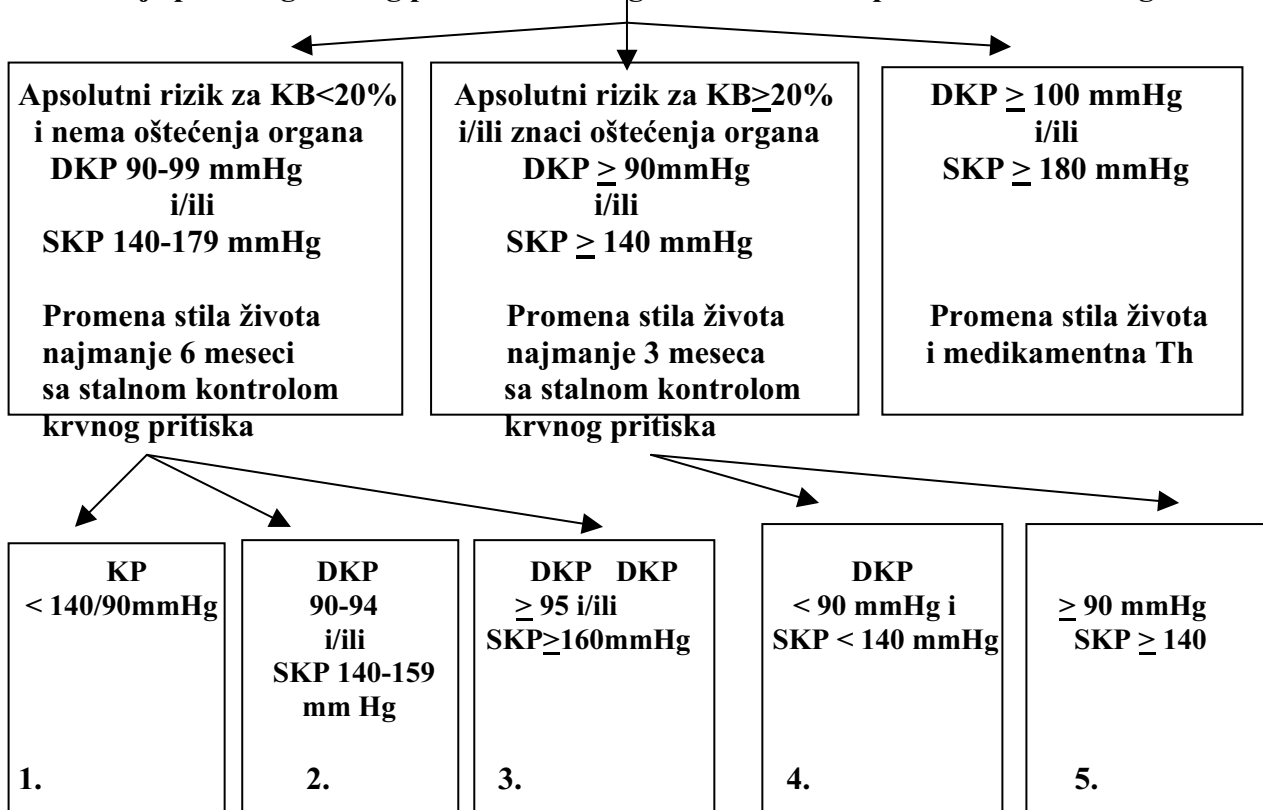 Apsolutni rizik za KB<20%
i nema oštećenja organa
DKP 90-99 mmHg
i/ili
SKP 140-179 mmHg
Promena stila života
najmanje 6 meseci
sa stalnom kontrolom
krvnog pritiska
Apsolutni rizik za KB≥20%
i/ili znaci oštećenja organa
DKP ≥ 90mmHg
i/ili
SKP ≥ 140 mmHg
Promena stila života
najmanje 3 meseca
sa stalnom kontrolom
krvnog pritiska
DKP ≥ 100 mmHg
i/ili
SKP ≥ 180 mmHg
Promena stila života
i medikamentna Th
KP
< 140/90mmHg
1.
DKP
90-94
i/ili
SKP 140-159
mm Hg
2.
DKP DKP
≥ 95 i/ili
SKP≥160mmHg
3.
DKP
< 90 mmHg i
SKP < 140 mmHg
4.
≥ 90 mmHg
SKP ≥ 140
5.